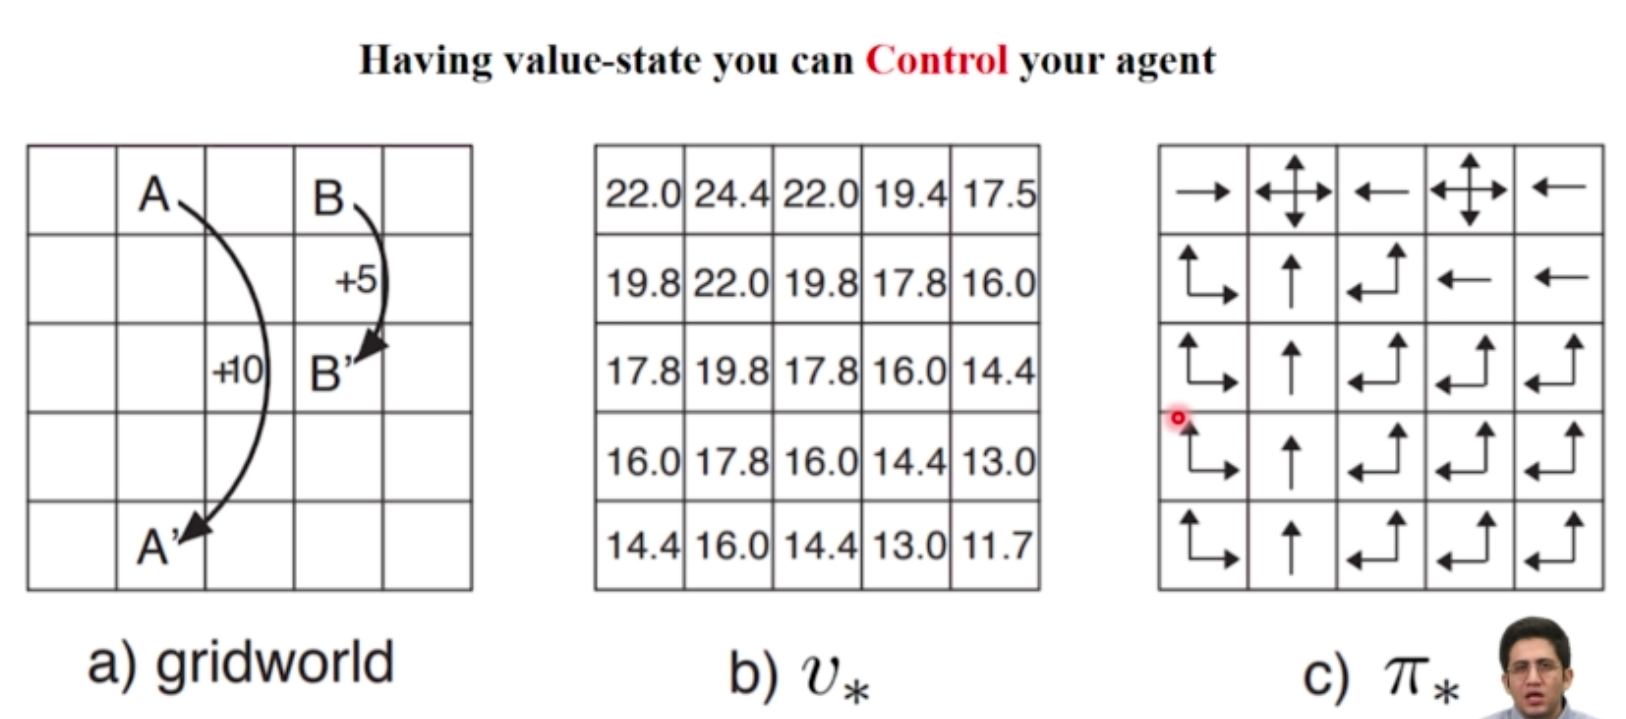 Having value-state you can Control your agent
A B
+5
+10 B'
A'
22.0 24.4 22.0 19.4 17.5
19.8 22.0 19.8 17.8 16.0
17.8 19.8 17.8 16.0 14.4
16.0 17.8 16.0 14.4 13.0
14.4 16.0 14.4 13.0 11.7
a) gridworld
b) v*
c) π*